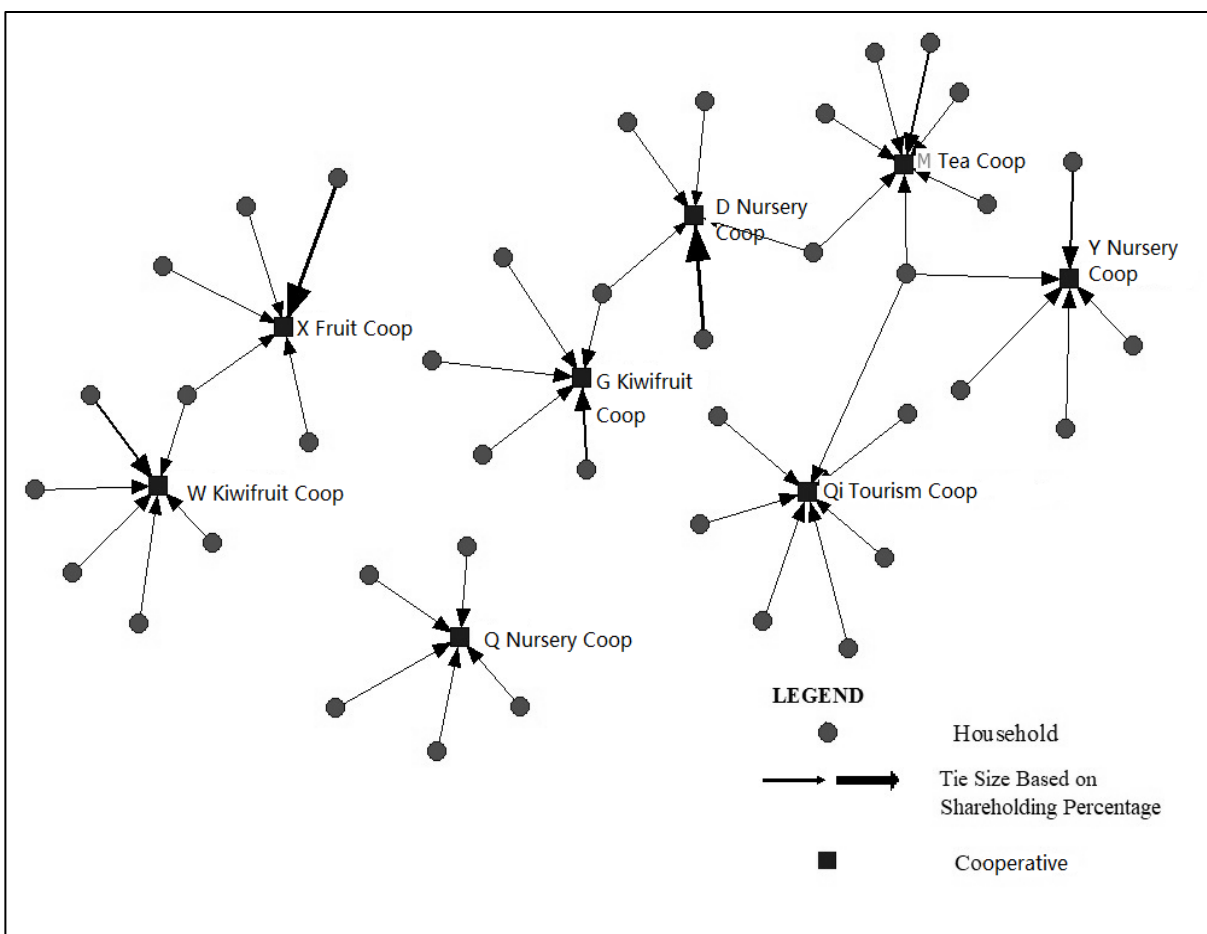 M Tea Coop
D Nursery
Coop
Y Nursery
Coop
X Fruit Coop
G Kiwifruit
Coop
W Kiwifruit Coop
Qi Tourism Coop
Q Nursery Coop
LEGEND
Household
Tie Size Based on
Shareholding Percentage
Cooperative